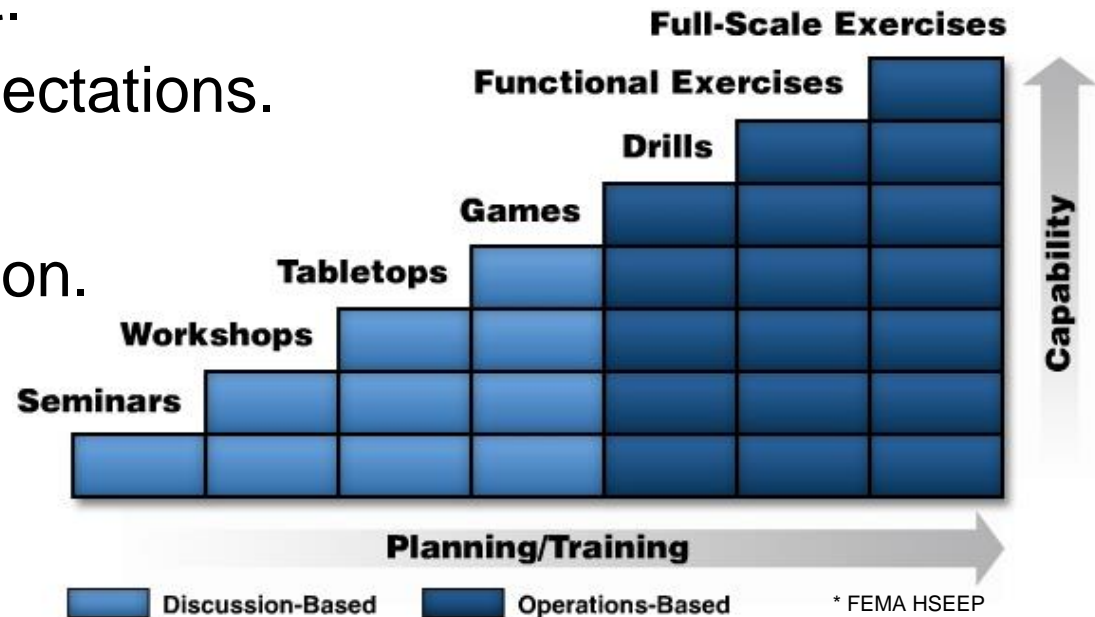 Full-Scale Exercises
ectations.
Functional Exercises
Drills
Games
on.
Tabletops
Workshops
Seminars
Capability
Planning/Training
Discussion-Based
Operations-Based
* FEMA HSEEP